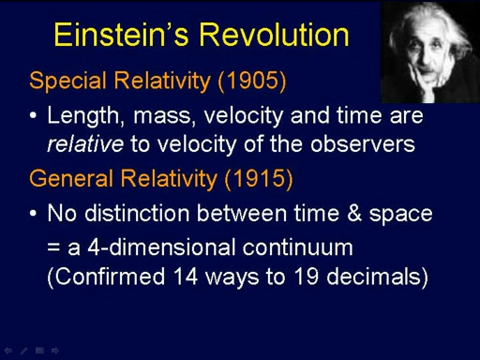 Einstein's Revolution
Special Relativity (1905)
• Length, mass, velocity and time are
relative to velocity of the observers
General Relativity (1915)
• No distinction between time & space
= a 4-dimensional continuum
(Confirmed 14 ways to 19 decimals)